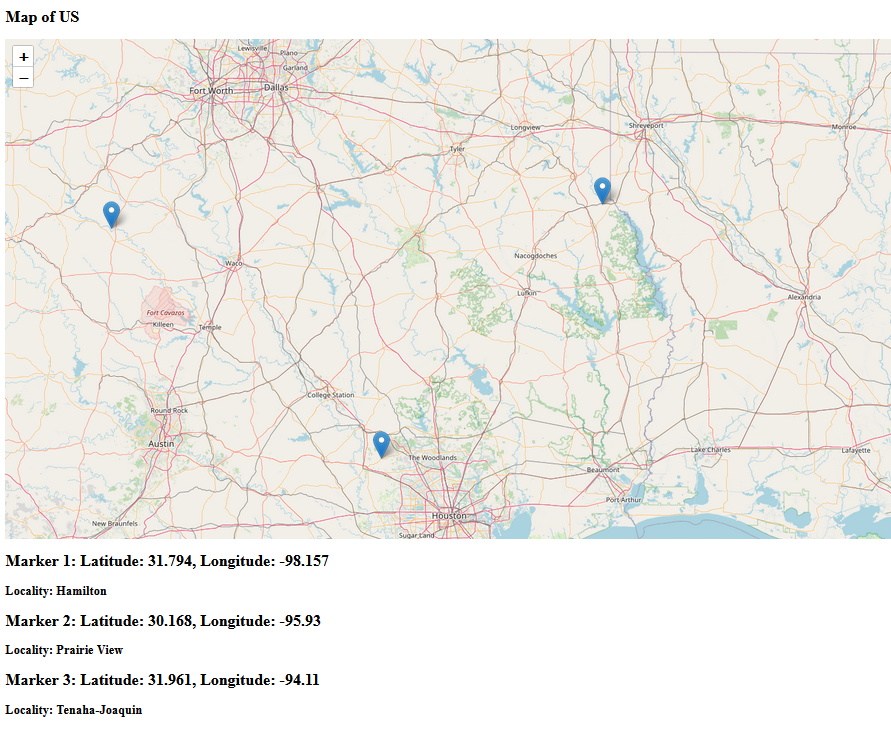 Map of US
+
−
Lewisville
Plano
Garland
Fort Worth
Dallas
Longview
Shreveport
Monroe
Tyler
Waco
Nacogdoches
Lufkin
Alexandria
Fort Cavazos
Killeen
Temple
College Station
Round Rock
Austin
The Woodlands
Lake Charles
Lafayette
Beaumont
Port Arthur
New Braunfels
Houston
Sugar Land
Marker 1: Latitude: 31.794, Longitude: -98.157
Locality: Hamilton
Marker 2: Latitude: 30.168, Longitude: -95.93
Locality: Prairie View
Marker 3: Latitude: 31.961, Longitude: -94.11
Locality: Tenaha-Joaquin